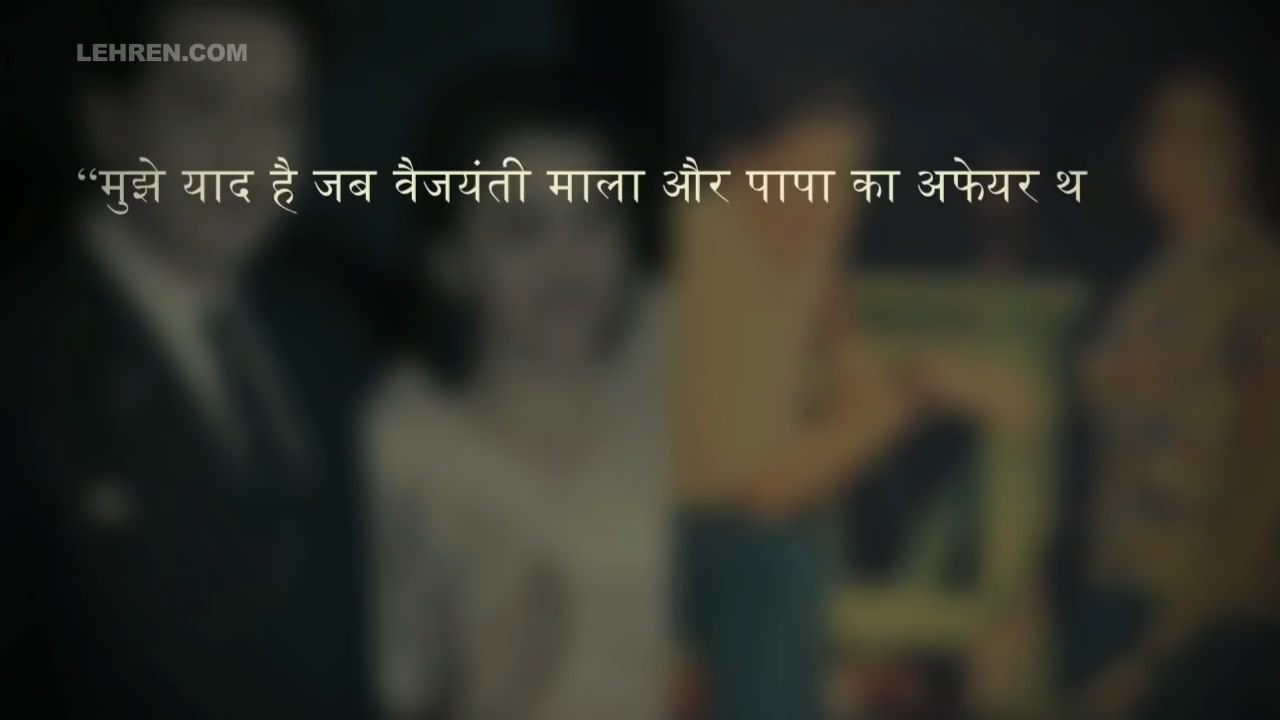 LEHREN.COM
“मुझे याद है जब वैजयंती माला और पापा का अफेयर थ